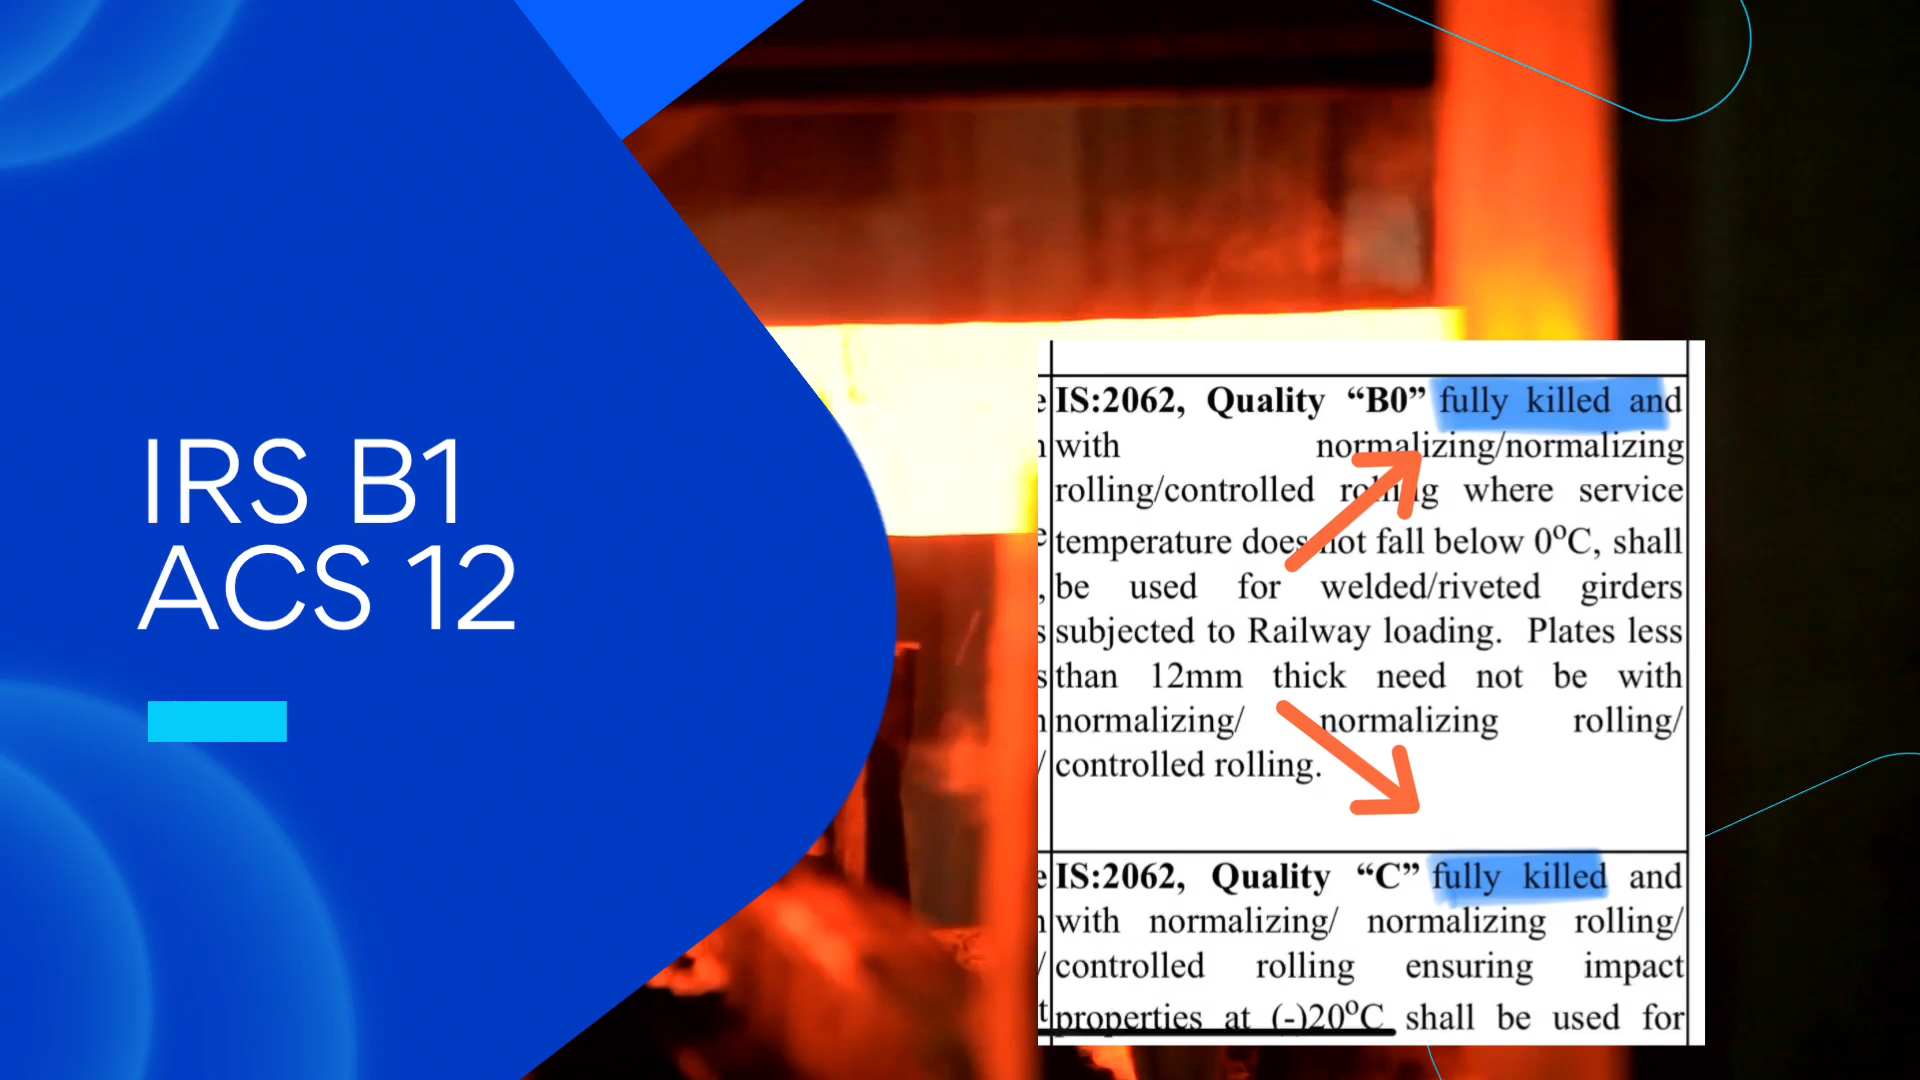 IRS B1
ACS 12
IS:2062, Quality “B0” fully killed and
with normalizing/normalizing
rolling/controlled rolling where service
temperature does not fall below 0°C, shall
be used for welded/riveted girders
subjected to Railway loading. Plates less
than 12mm thick need not be with
normalizing/ normalizing rolling/
controlled rolling.
IS:2062, Quality “C” fully killed and
with normalizing/ normalizing rolling/
controlled rolling ensuring impact
properties at (-)20°C shall be used for